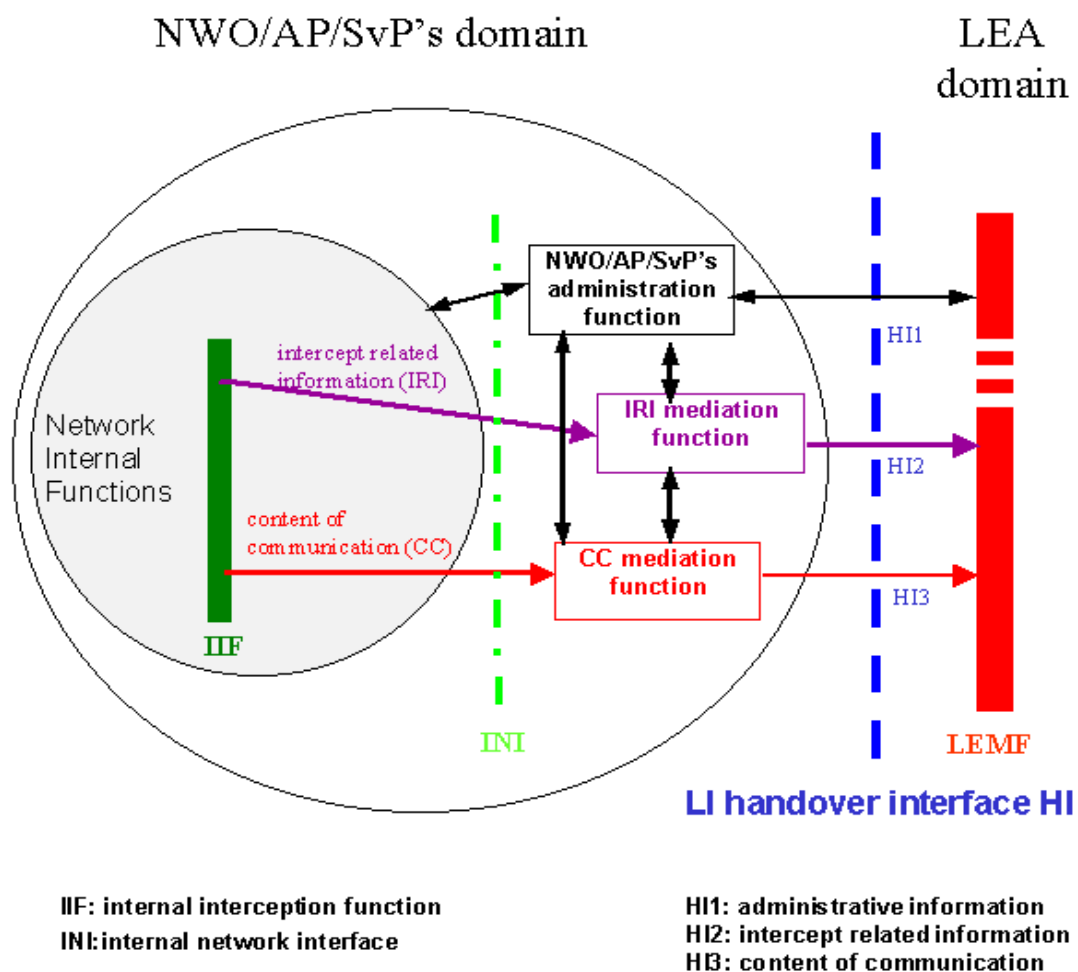 NWO/AP/SvP's domain
LEA
domain
NWO/AP/SvP's
administration
function
HI1
intercept related
information (IRI)
IRI mediation
function
Network
Internal
Functions
HI2
content of
communication (CC)
CC mediation
function
HI3
IIF
INI
LEMF
LI handover interface HI
IIF: internal interception function
INI:internal network interface
HI1: administrative information
HI2: intercept related information
HI3: content of communication